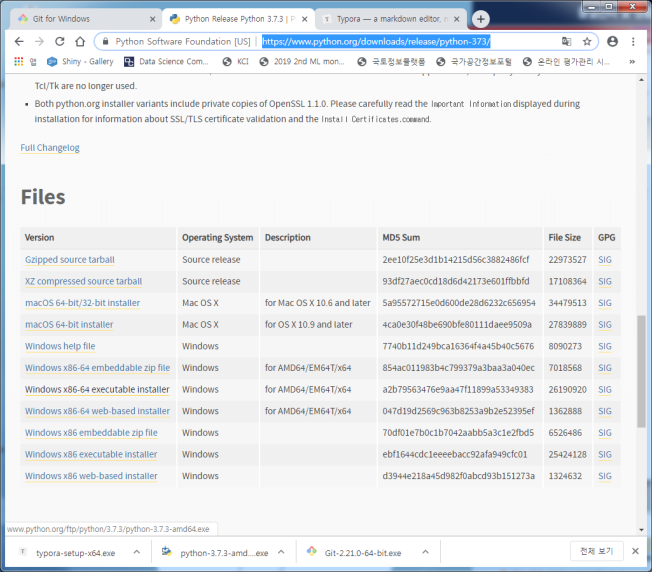 Git for Windows
Python Release Python 3.7.3 | P
Typora — a markdown editor, m
Python Software Foundation [US] | https://www.python.org/downloads/release/python-373/
앱 Shiny - Gallery Data Science Com... KCI 2019 2nd ML mon... 국토정보플랫폼 국가공간정보포털 온라인 평가관리 시...
Tcl/Tk are no longer used.
Both python.org installer variants include private copies of OpenSSL 1.1.0. Please carefully read the Important Information displayed during
installation for information about SSL/TLS certificate validation and the Install Certificates.command.
Full Changelog
Files
Version Operating System Description MD5 Sum File Size GPG
Gzipped source tarball Source release 2ee10f25e3d1b14215d56c3882486fcf 22973527 SIG
XZ compressed source tarball Source release 93df27aec0cd18d6d42173e601ffbbfd 17108364 SIG
macOS 64-bit/32-bit installer Mac OS X for Mac OS X 10.6 and later 5a95572715e0d600de28d6232c656954 34479513 SIG
macOS 64-bit installer Mac OS X for OS X 10.9 and later 4ca0e30f48be690bfe80111daee9509a 27839889 SIG
Windows help file Windows 7740b11d249bca16364f4a45b40c5676 8090273 SIG
Windows x86-64 embeddable zip file Windows for AMD64/EM64T/x64 854ac011983b4c799379a3baa3a040ec 7018568 SIG
Windows x86-64 executable installer Windows for AMD64/EM64T/x64 a2b79563476e9aa47f11899a53349383 26190920 SIG
Windows x86-64 web-based installer Windows for AMD64/EM64T/x64 047d19d2569c963b8253a9b2e52395ef 1362888 SIG
Windows x86 embeddable zip file Windows 70df01e7b0c1b7042aabb5a3c1e2fbd5 6526486 SIG
Windows x86 executable installer Windows ebf1644cdc1eeeebacc92afa949cfc01 25424128 SIG
Windows x86 web-based installer Windows d3944e218a45d982f0abcd93b151273a 1324632 SIG
www.python.org/ftp/python/3.7.3/python-3.7.3-amd64.exe
typora-setup-x64.exe python-3.7.3-amd....exe Git-2.21.0-64-bit.exe 전체 보기